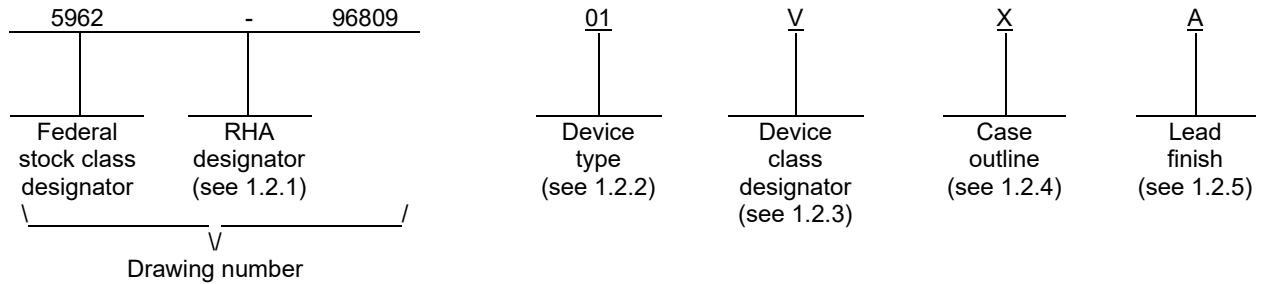 5962 - 96809 01 V X A
Federal stock class designator
RHA designator (see 1.2.1)
Device type (see 1.2.2)
Device class designator (see 1.2.3)
Case outline (see 1.2.4)
Lead finish (see 1.2.5)
\ /
\/
Drawing number